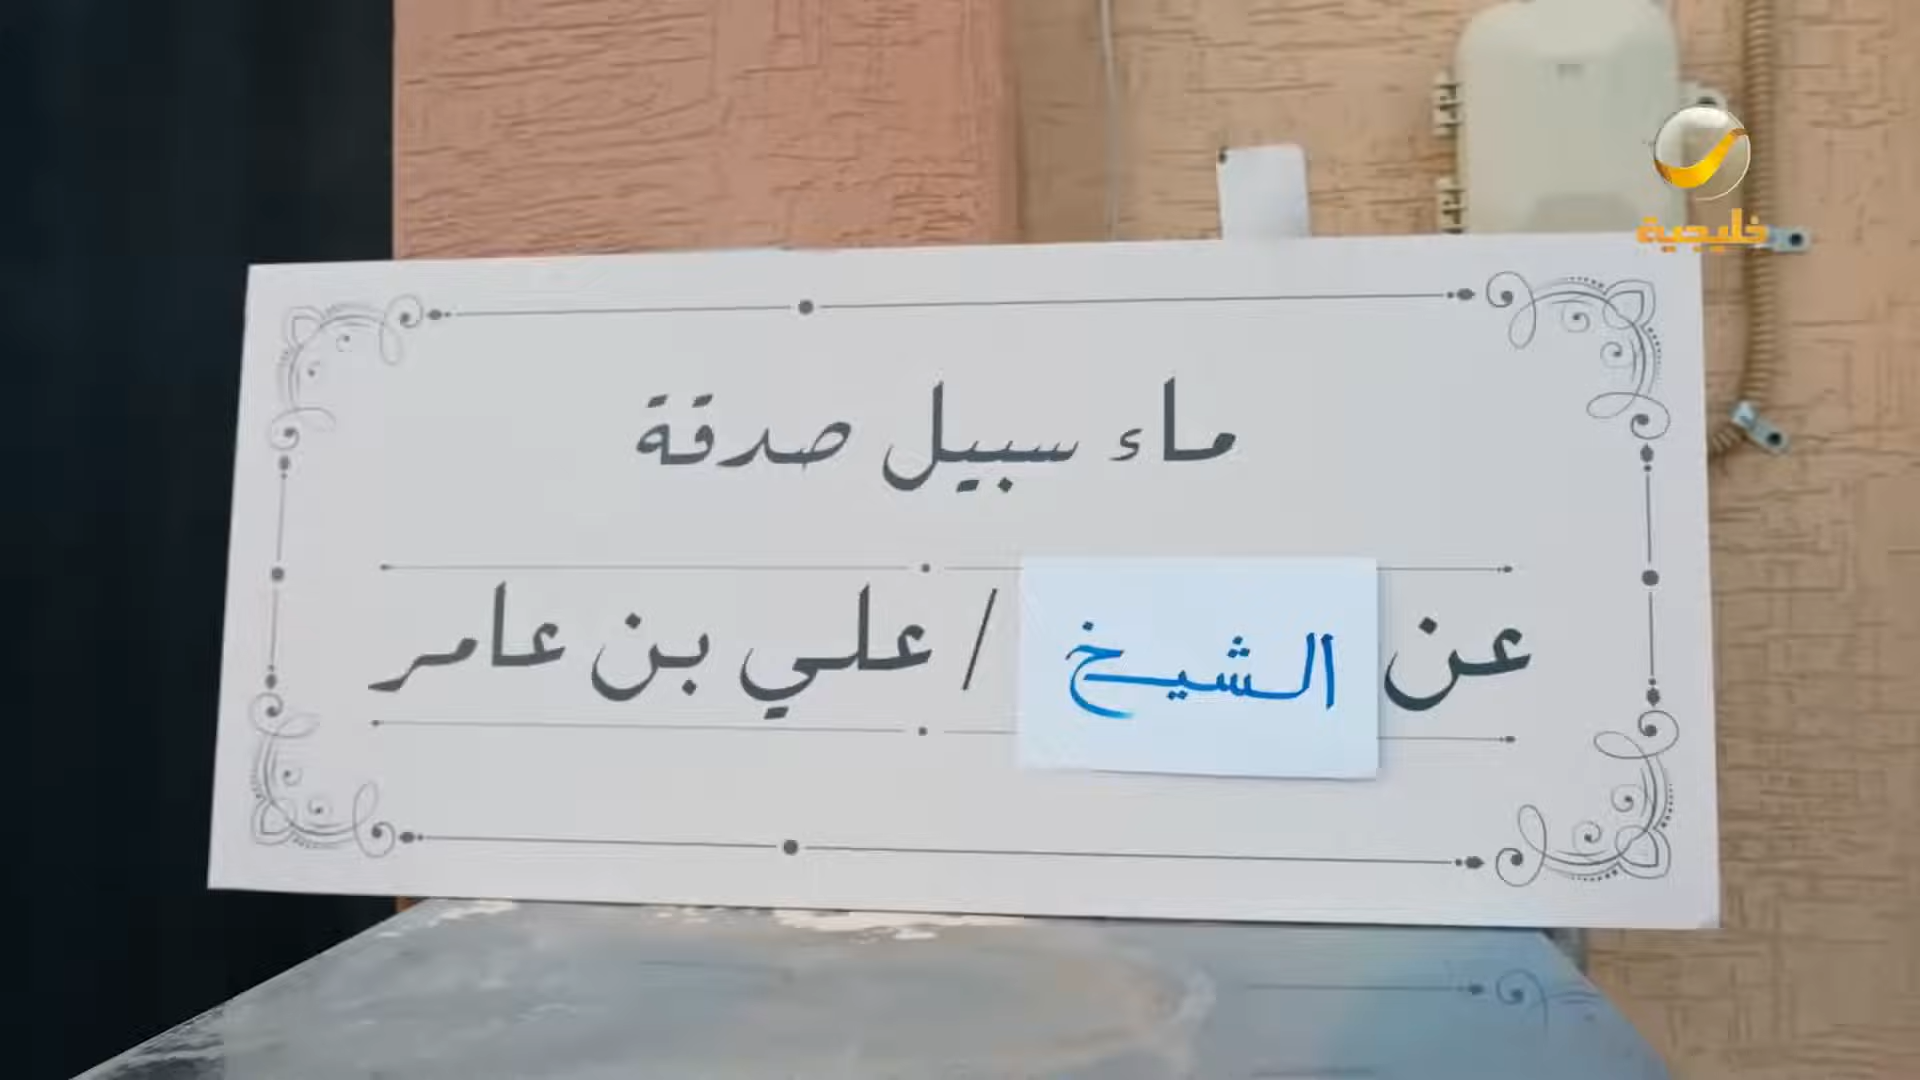 خليجية
ماء سبيل صدقة
عن الشيخ / علي بن عامر